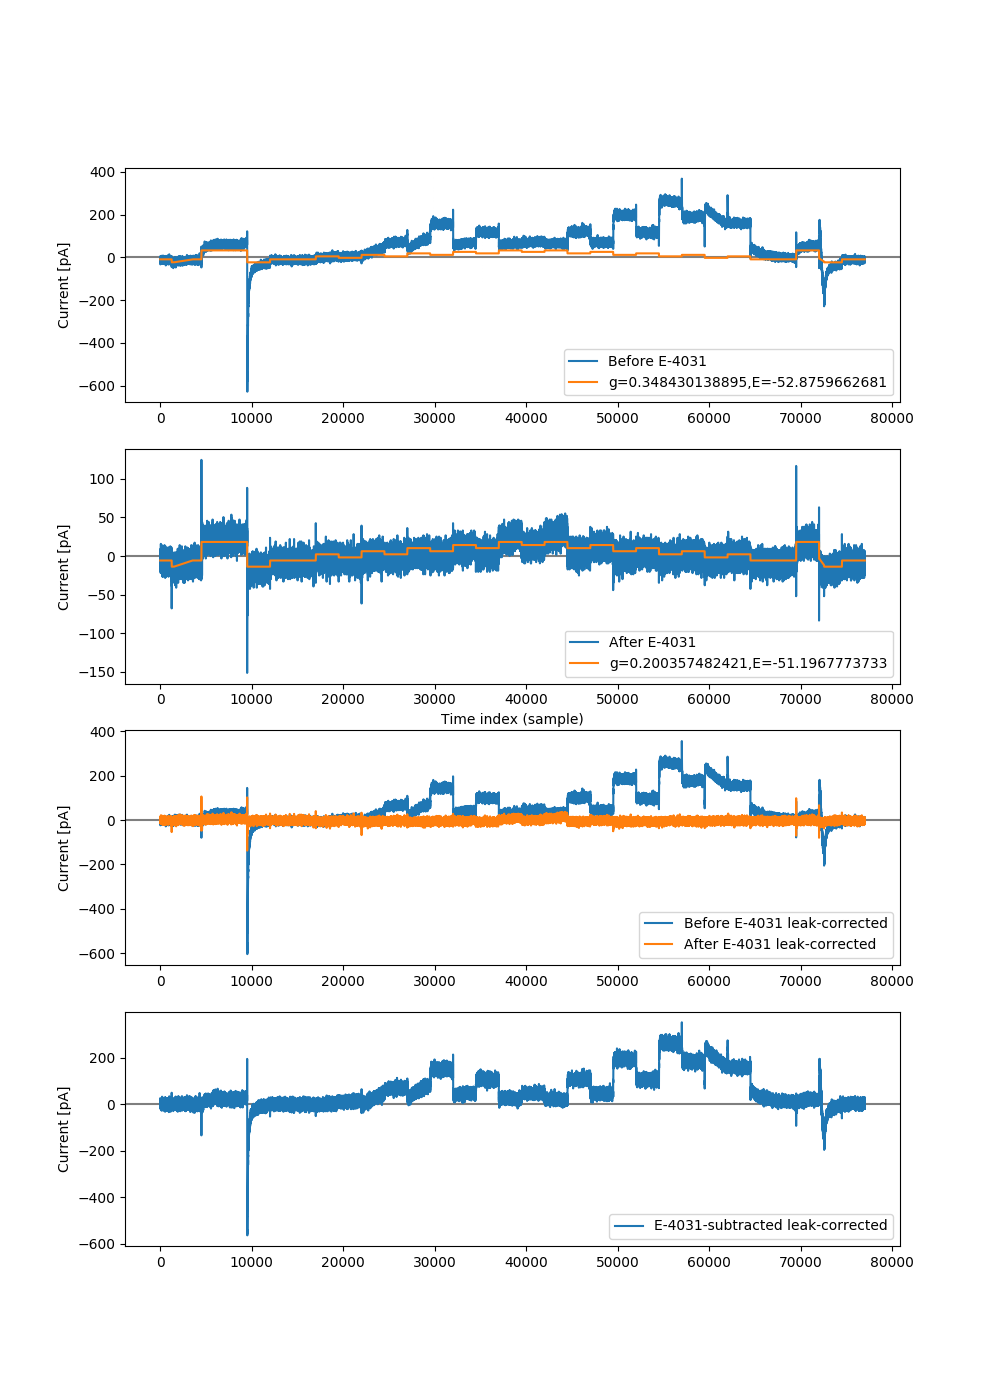 400
200
0
−200
−400
−600
Current [pA]
Before E-4031
g=0.348430138895,E=-52.8759662681
0 10000 20000 30000 40000 50000 60000 70000 80000
100
50
0
−50
−100
−150
Current [pA]
After E-4031
g=0.200357482421,E=-51.1967773733
0 10000 20000 30000 40000 50000 60000 70000 80000
Time index (sample)
400
200
0
−200
−400
−600
Current [pA]
Before E-4031 leak-corrected
After E-4031 leak-corrected
0 10000 20000 30000 40000 50000 60000 70000 80000
200
0
−200
−400
−600
Current [pA]
E-4031-subtracted leak-corrected
0 10000 20000 30000 40000 50000 60000 70000 80000